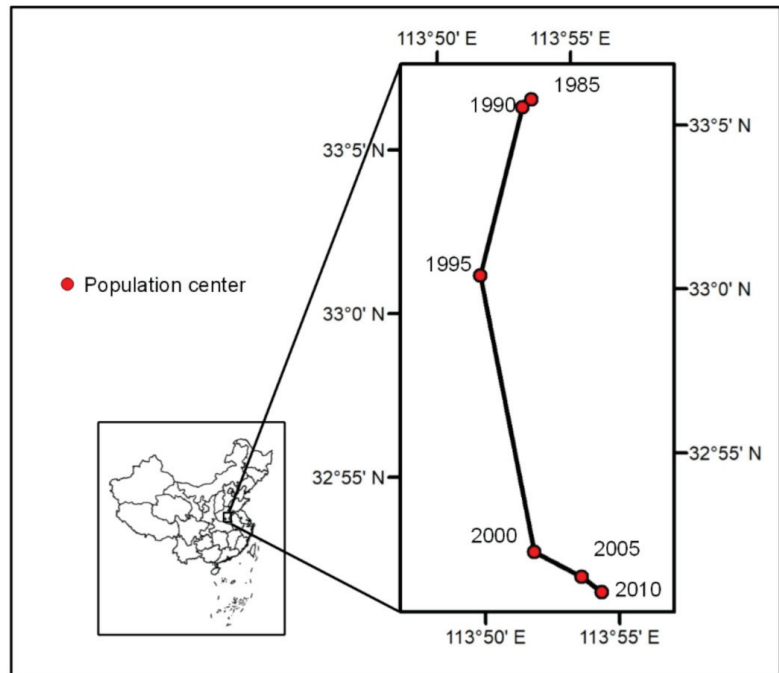 113°50' E
113°55' E
1985
1990
33°5' N
33°5' N
1995
Population center
33°0' N
33°0' N
32°55' N
32°55' N
2000
2005
2010
113°50' E
113°55' E